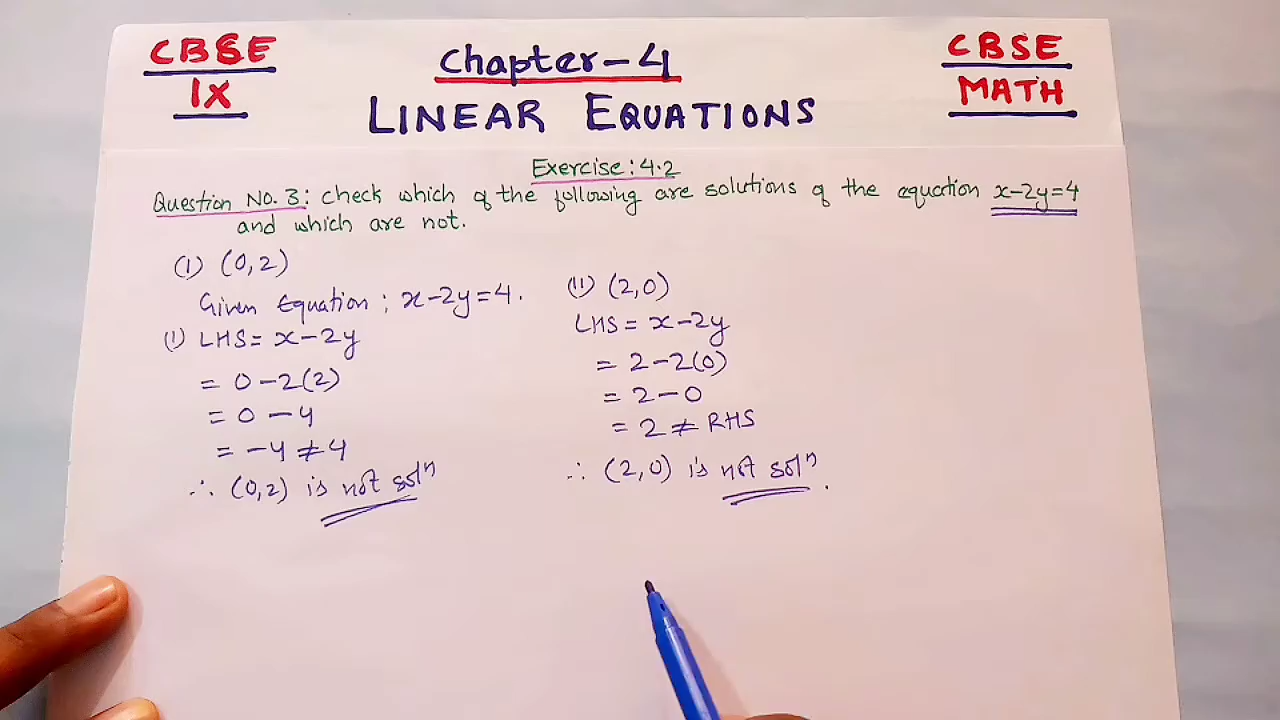 CBSE
IX
Chapter-4
LINEAR EQUATIONS
CBSE
MATH
Exercise: 4.2
Question No. 3: check which of the following are solutions of the equation x-2y=4
and which are not.
(i) (0,2)
Given Equation: x-2y=4.
(i) LHS= x-2y
= 0-2(2)
= 0-4
= -4≠4
∴ (0,2) is not solⁿ
(ii) (2,0)
LHS= x-2y
= 2-2(0)
= 2-0
= 2≠ RHS
∴ (2,0) is not solⁿ.